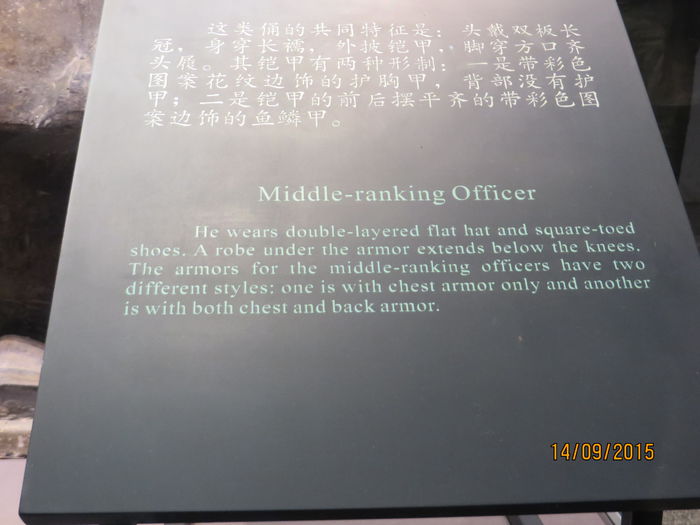 这类俑的共同特征是：头戴双板长
冠，身穿长襦，外披铠甲，脚穿方口齐
头履。其铠甲有两种形制：一是带彩色
图案花纹边饰的护胸甲，背部没有护
甲；二是铠甲的前后摆平齐的带彩色图
案边饰的鱼鳞甲。
Middle-ranking Officer
He wears double-layered flat hat and square-toed
shoes. A robe under the armor extends below the knees.
The armors for the middle-ranking officers have two
different styles: one is with chest armor only and another
is with both chest and back armor.
14/09/2015